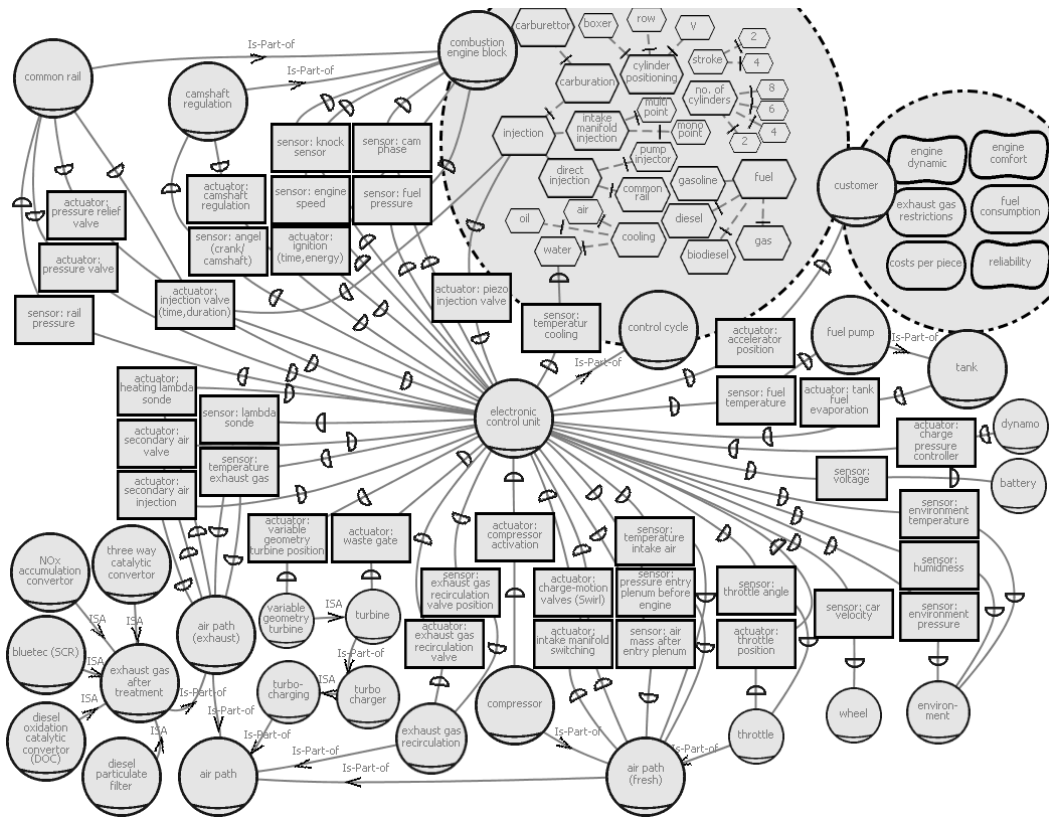 carburettor
boxer
row
V
2
4
stroke
common rail
Is-Part-of
combustion
engine block
carburation
cylinder
positioning
camshaft
regulation
Is-Part-of
no. of
cylinders
8
6
4
2
injection
intake
manifold
injection
multi
point
mono
point
sensor: knock
sensor
sensor: cam
phase
pump
injector
direct
injection
common
rail
gasoline
fuel
engine
dynamic
engine
comfort
customer
actuator:
camshaft
regulation
sensor: engine
speed
sensor: fuel
pressure
exhaust gas
restrictions
fuel
consumption
actuator:
pressure relief
valve
oil
air
diesel
cooling
water
biodiesel
gas
sensor: angel
(crank/
camshaft)
actuator:
ignition
(time,energy)
actuator:
pressure valve
costs per piece
reliability
sensor: rail
pressure
actuator:
injection valve
(time,duration)
actuator: piezo
injection valve
sensor:
temperatur
cooling
control cycle
actuator:
accelerator
position
fuel pump
Is-Part-of
tank
Is-Part-of
actuator:
heating lambda
sonde
sensor: lambda
sonde
electronic
control unit
sensor: fuel
temperature
actuator: tank
fuel
evaporation
actuator:
secondary air
valve
actuator:
charge
pressure
controller
dynamo
actuator:
secondary air
injection
sensor:
temperature
exhaust gas
sensor:
voltage
battery
actuator:
variable
geometry
turbine position
actuator:
waste gate
actuator:
compressor
activation
sensor:
temperature
intake air
sensor:
environment
temperature
NOx
accumulation
convertor
three way
catalytic
convertor
sensor:
humidness
sensor:
exhaust gas
recirculation
valve position
actuator:
charge-motion
valves (Swirl)
sensor:
pressure entry
plenum before
engine
sensor:
throttle angle
ISA
ISA
variable
geometry
turbine
ISA
turbine
sensor: car
velocity
sensor:
environment
pressure
air path
(exhaust)
bluetec (SCR)
ISA
actuator:
exhaust gas
recirculation
valve
actuator:
intake manifold
switching
sensor: air
mass after
entry plenum
actuator:
throttle
position
exhaust gas
after
treatment
Is-Part-of
Is-Part-of
turbo-
charging
ISA
turbo
charger
Is-Part-of
compressor
wheel
environ-
ment
diesel
oxidation
catalytic
convertor
(DOC)
ISA
ISA
Is-Part-of
exhaust gas
recirculation
Is-Part-of
Is-Part-of
throttle
Is-Part-of
diesel
particulate
filter
air path
Is-Part-of
air path
(fresh)